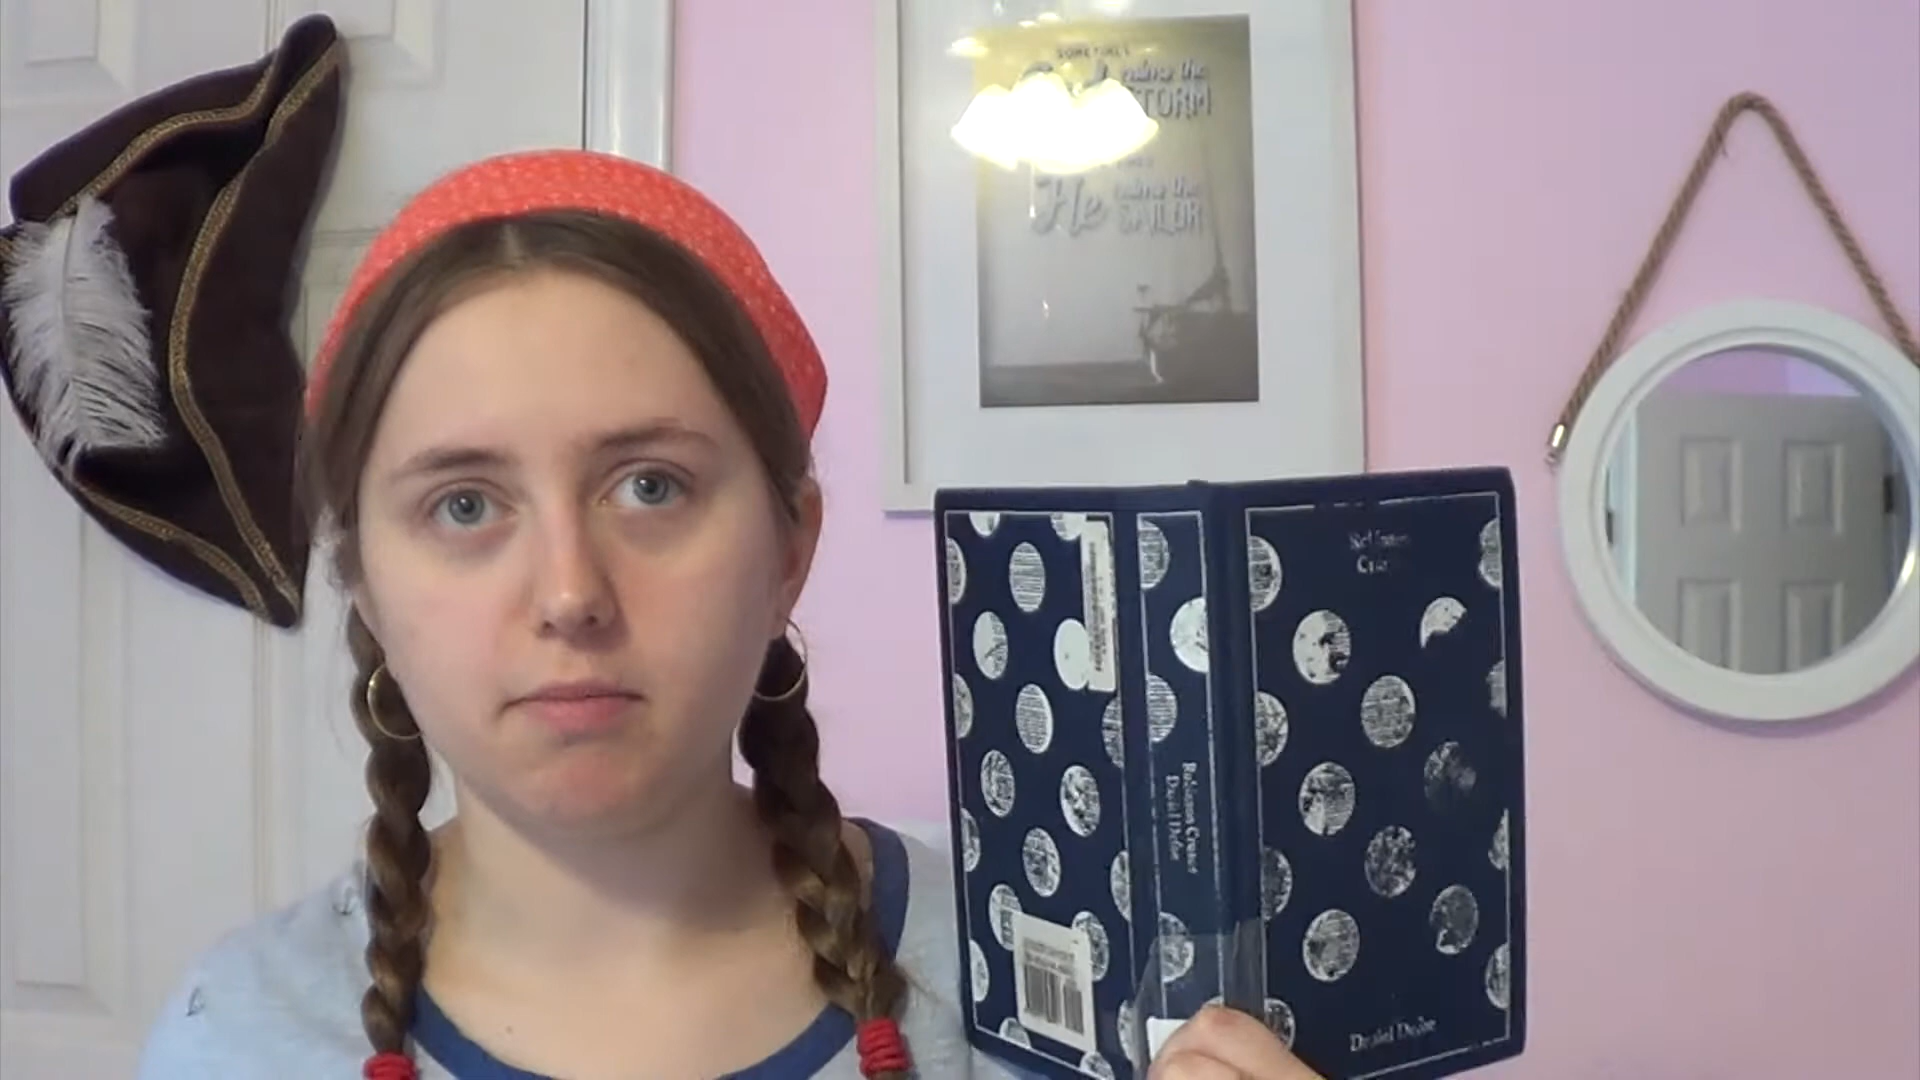 SOMETIMES
calms the
STORM
He calms the
SAILOR
Robinson Crusoe
Daniel Defoe
Robinson
Crusoe
Daniel Defoe